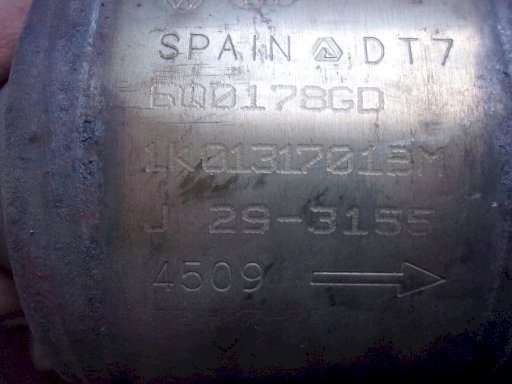 SPAIN DT7
6Q0178GD
1K0131701BM
J 29-3155
4509